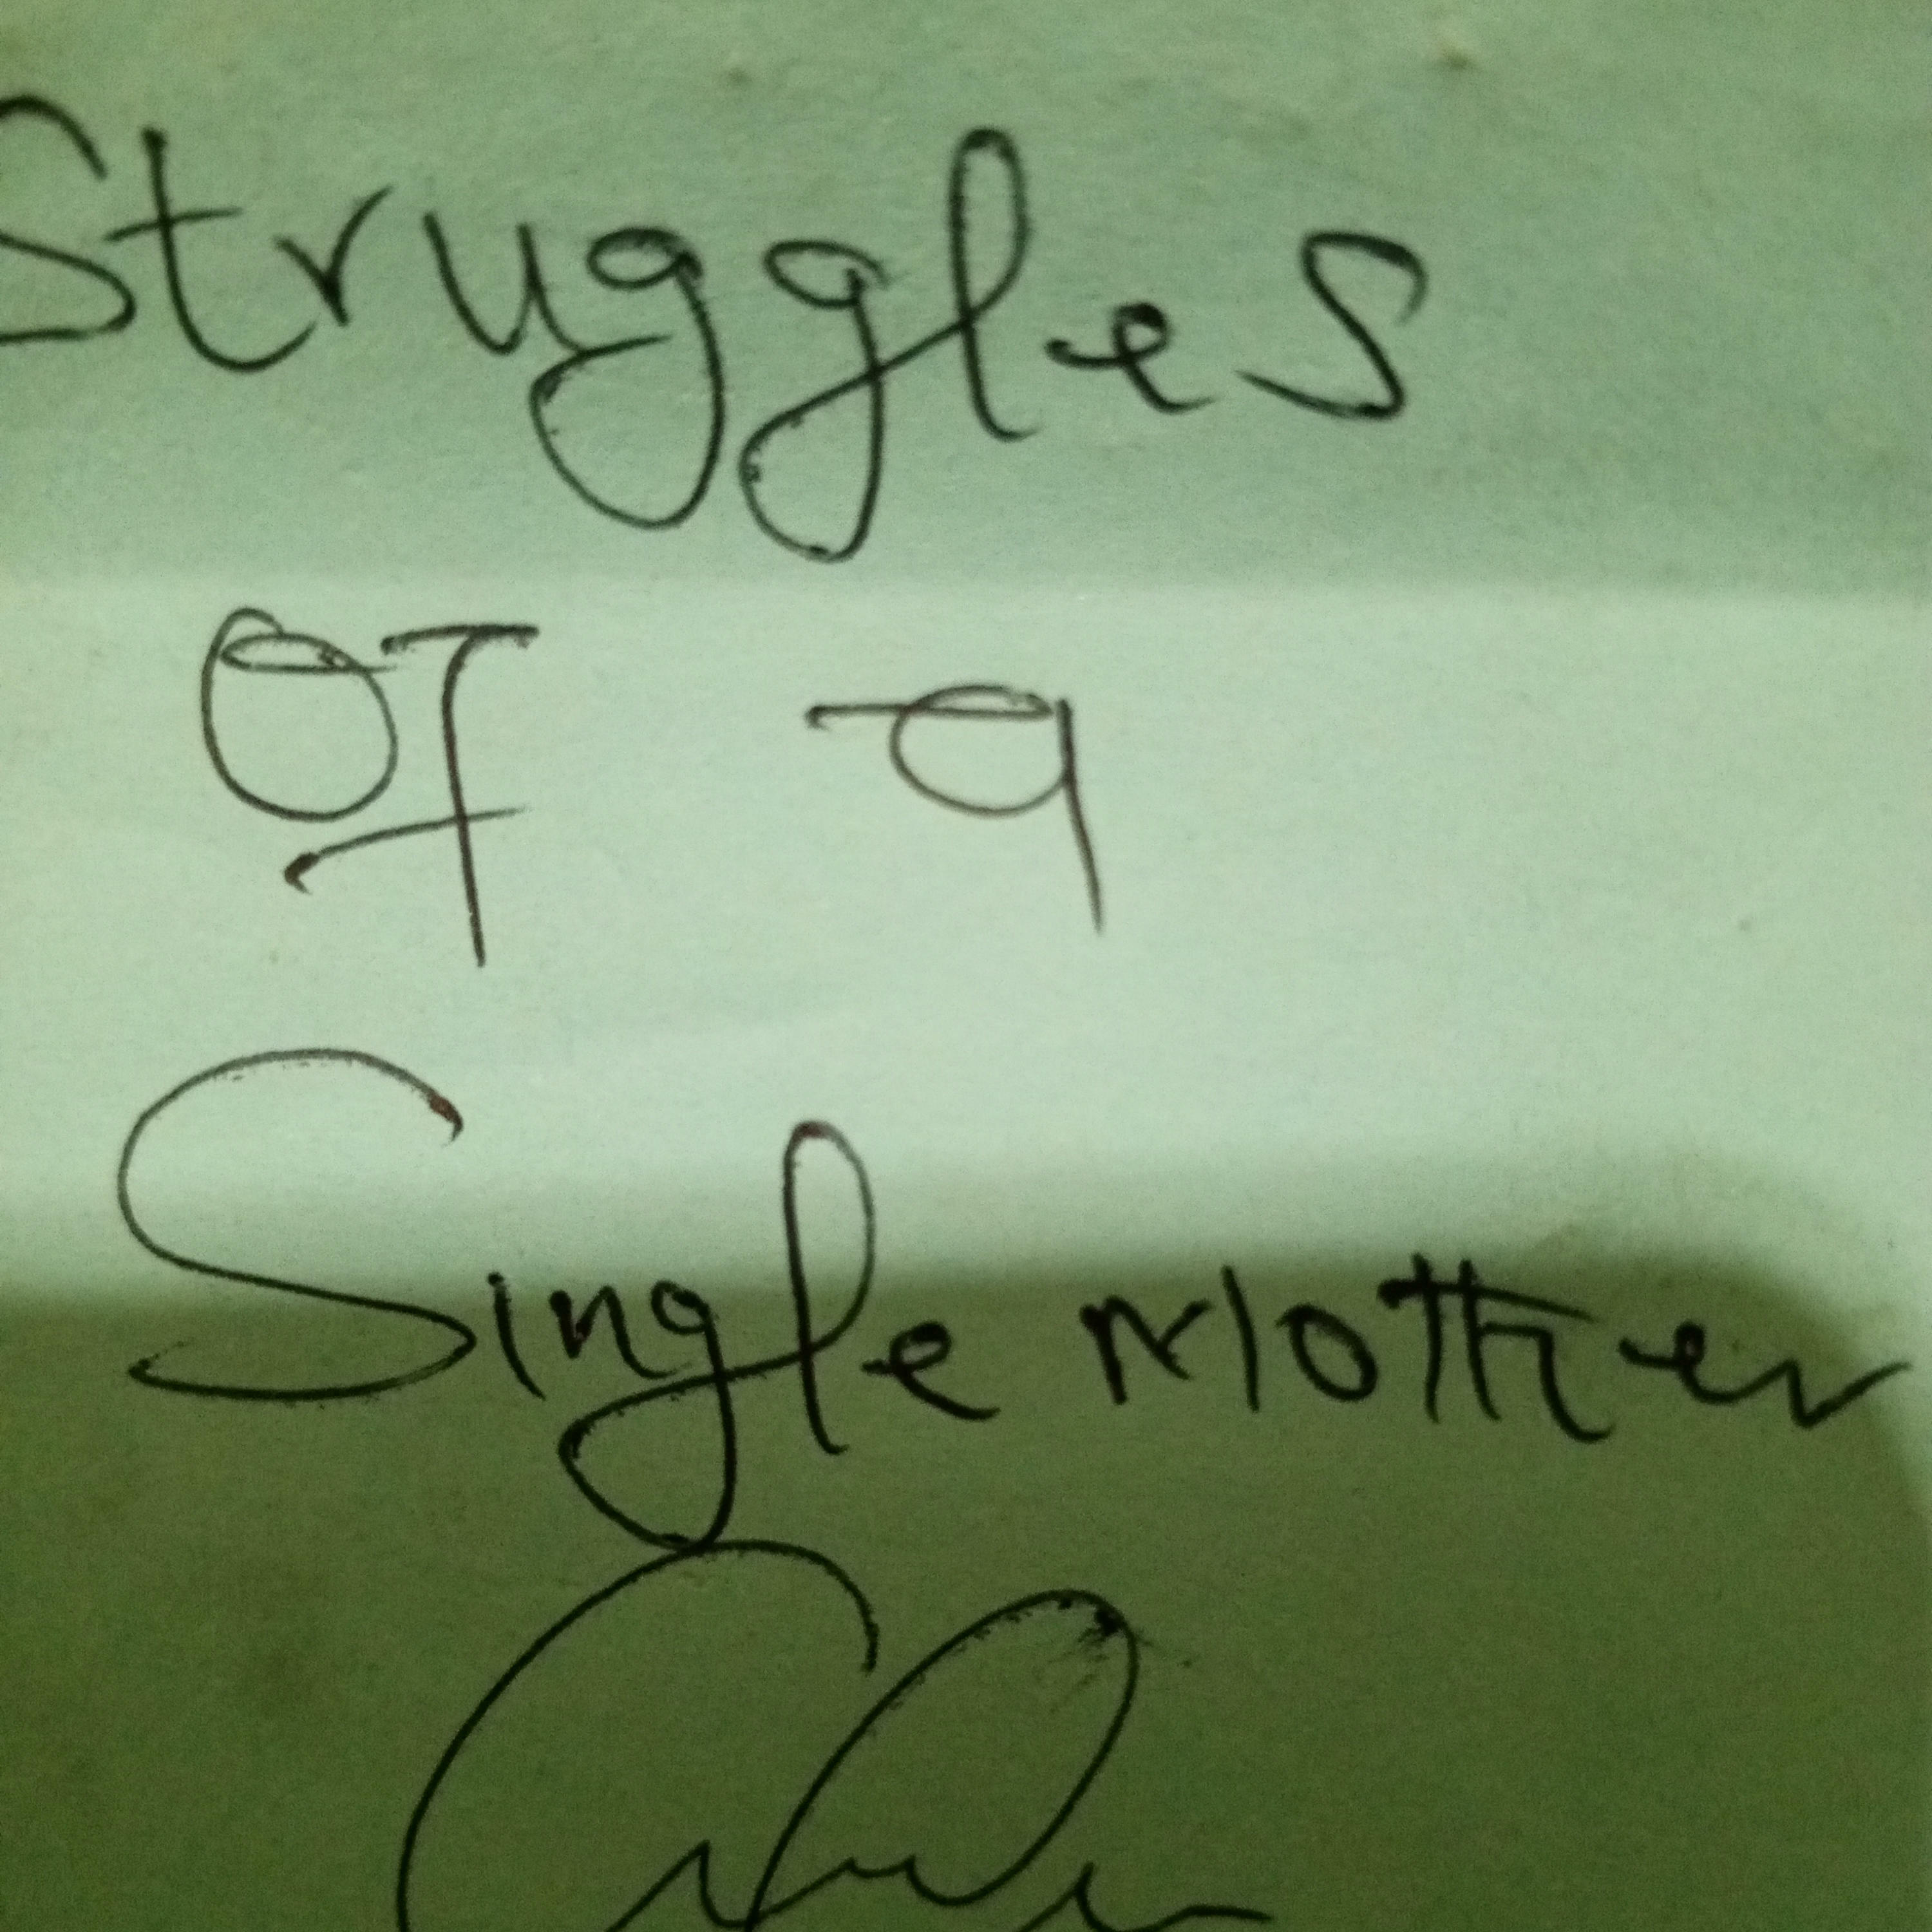 Struggles
of a
Single Mother